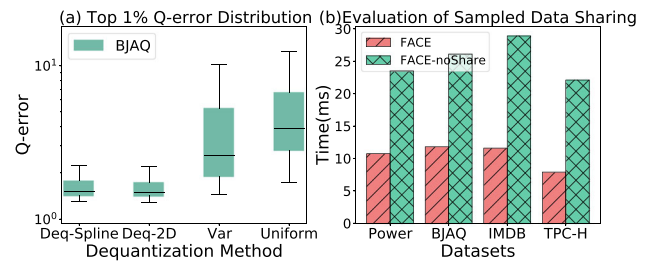 (a) Top 1% Q-error Distribution
BJAQ
10¹
10⁰
Q-error
Deq-Spline Deq-2D Var Uniform
Dequantization Method
(b)Evaluation of Sampled Data Sharing
FACE
FACE-noShare
30
25
20
15
10
5
0
Time(ms)
Power BJAQ IMDB TPC-H
Datasets